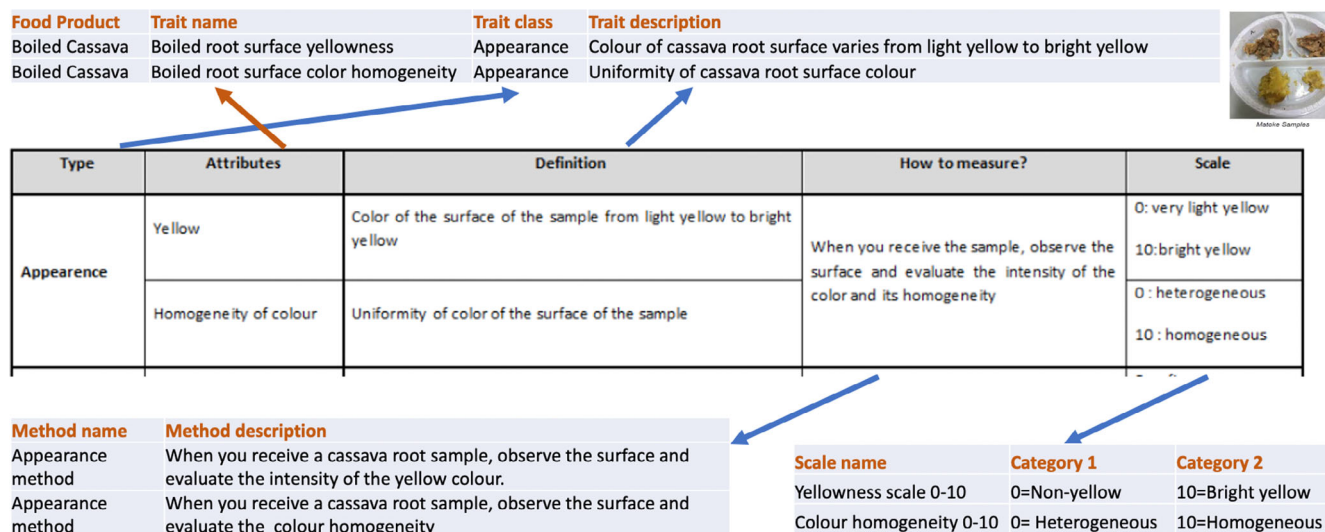 Food Product Trait name Trait class Trait description
Boiled Cassava Boiled root surface yellowness Appearance Colour of cassava root surface varies from light yellow to bright yellow
Boiled Cassava Boiled root surface color homogeneity Appearance Uniformity of cassava root surface colour
Matoke Samples
Type Attributes Definition How to measure? Scale
Appearence
Yellow
Color of the surface of the sample from light yellow to bright
yellow
When you receive the sample, observe the
surface and evaluate the intensity of the
color and its homogeneity
0: very light yellow
10:bright yellow
Homogeneity of colour
Uniformity of color of the surface of the sample
0 : heterogeneous
10 : homogeneous
Method name Method description
Appearance
method
When you receive a cassava root sample, observe the surface and
evaluate the intensity of the yellow colour.
Appearance
method
When you receive a cassava root sample, observe the surface and
evaluate the colour homogeneity
Scale name Category 1 Category 2
Yellowness scale 0-10 0=Non-yellow 10=Bright yellow
Colour homogeneity 0-10 0= Heterogeneous 10=Homogeneous